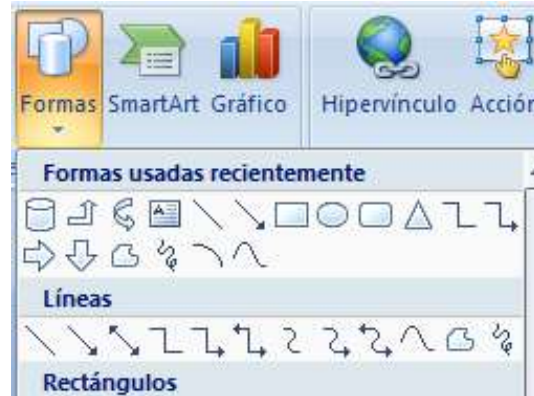 Formas SmartArt Gráfico Hipervínculo Acción
Formas usadas recientemente
Líneas
Rectángulos